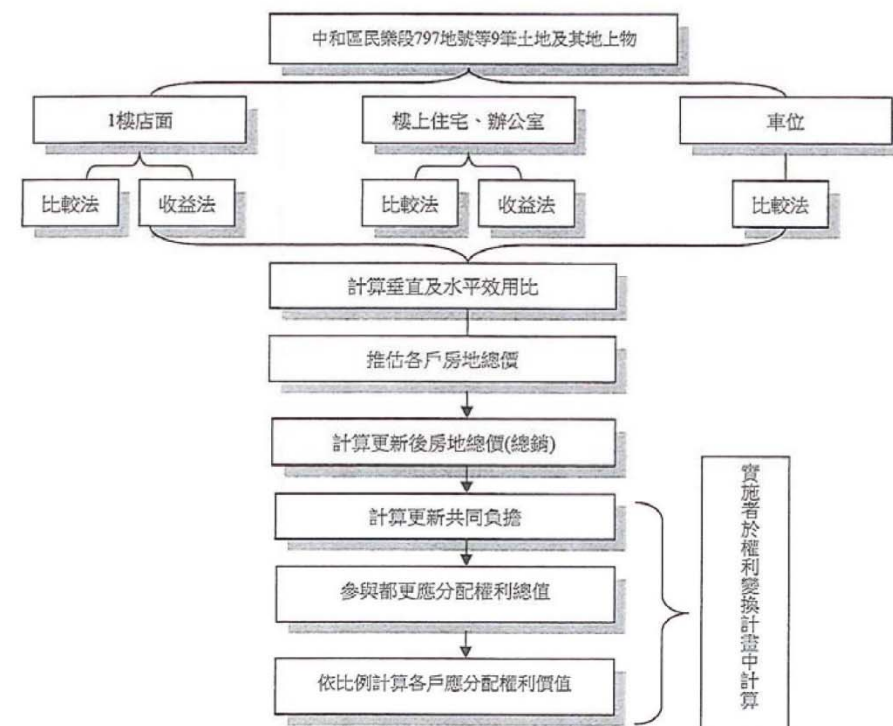 中和區民樂段797地號等9筆土地及其地上物
1樓店面
樓上住宅、辦公室
車位
比較法
收益法
比較法
收益法
比較法
計算垂直及水平效用比
推估各戶房地總價
計算更新後房地總價(總銷)
計算更新共同負擔
參與都更應分配權利總值
依比例計算各戶應分配權利價值
實施者於權利變換計畫中計算